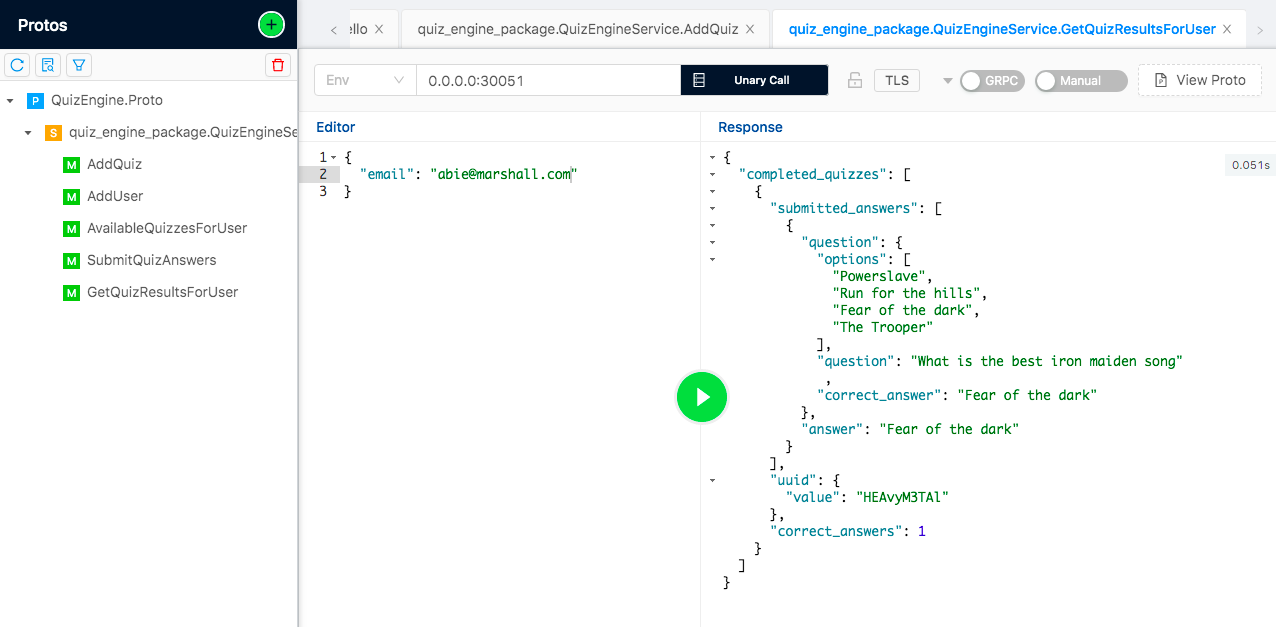 Protos
QuizEngine.Proto
quiz_engine_package.QuizEngineSe
AddQuiz
AddUser
AvailableQuizzesForUser
SubmitQuizAnswers
GetQuizResultsForUser
P
S
M
M
M
M
M
ello
quiz_engine_package.QuizEngineService.AddQuiz
quiz_engine_package.QuizEngineService.GetQuizResultsForUser
Env
0.0.0.0:30051
Unary Call
TLS
GRPC
Manual
View Proto
Editor
1 {
2 "email": "abie@marshall.com"
3 }
Response
0.051s
{
"completed_quizzes": [
{
"submitted_answers": [
{
"question": {
"options": [
"Powerslave",
"Run for the hills",
"Fear of the dark",
"The Trooper"
],
"question": "What is the best iron maiden song"
,
"correct_answer": "Fear of the dark"
},
"answer": "Fear of the dark"
}
],
"uuid": {
"value": "HEAvyM3TAl"
},
"correct_answers": 1
}
]
}